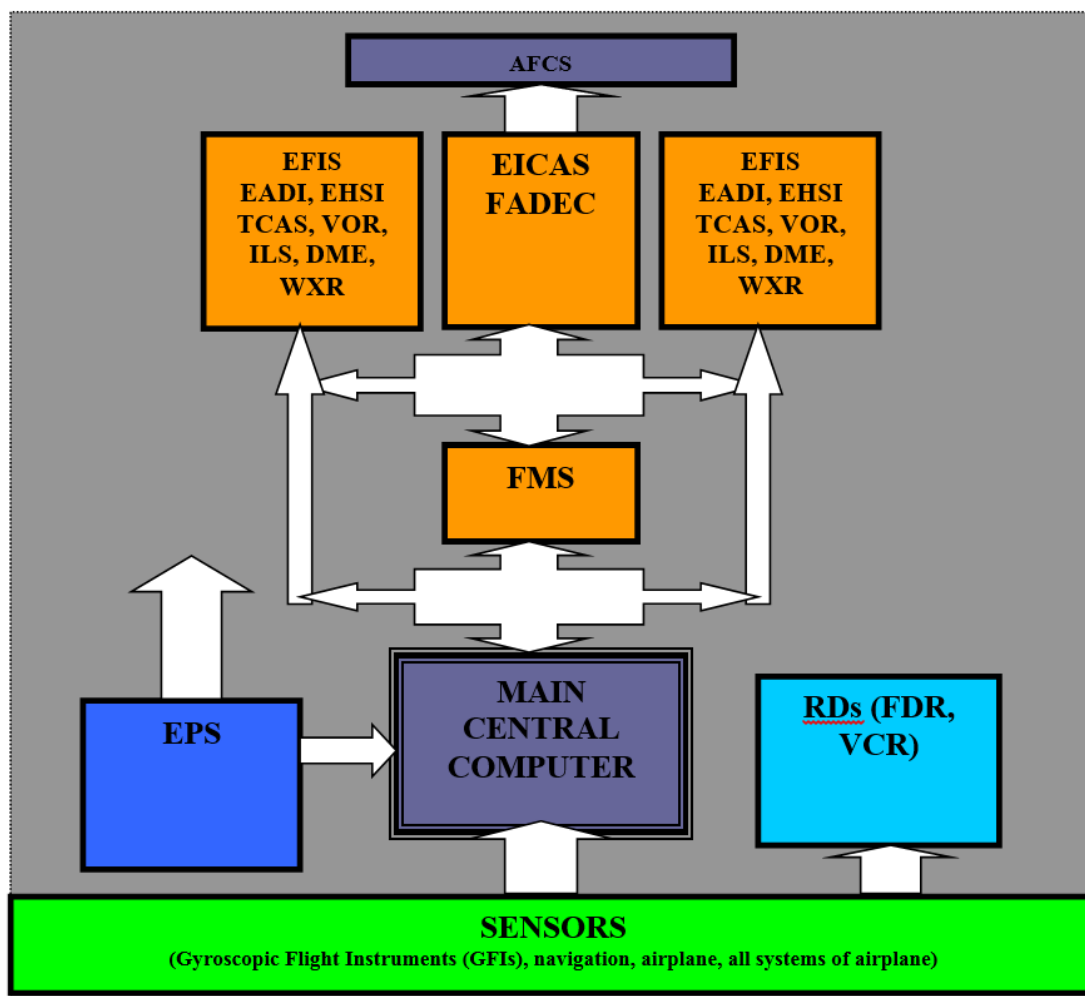 AFCS
EFIS
EADI, EHSI
TCAS, VOR,
ILS, DME,
WXR
EICAS
FADEC
EFIS
EADI, EHSI
TCAS, VOR,
ILS, DME,
WXR
FMS
EPS
MAIN
CENTRAL
COMPUTER
RDs (FDR,
VCR)
SENSORS
(Gyroscopic Flight Instruments (GFIs), navigation, airplane, all systems of airplane)